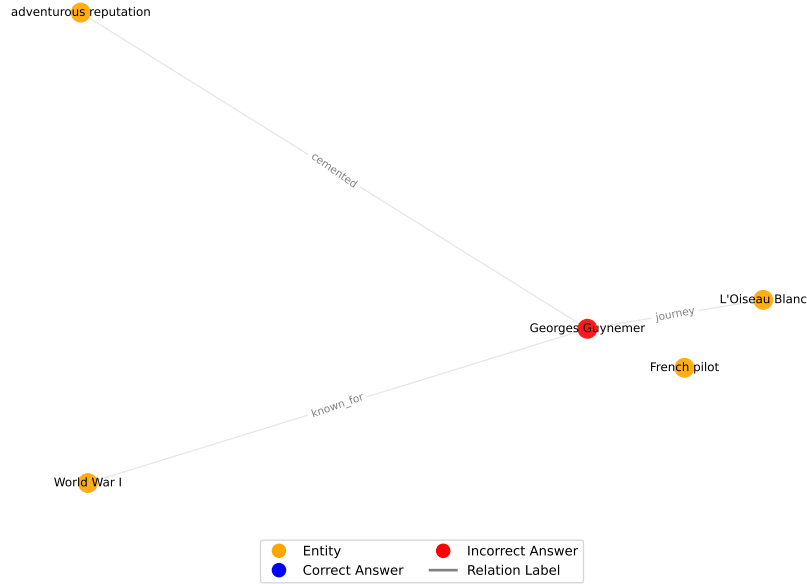 adventurous reputation
cemented
L'Oiseau Blanc
journey
Georges Guynemer
French pilot
known_for
World War I
Entity
Incorrect Answer
Correct Answer
Relation Label